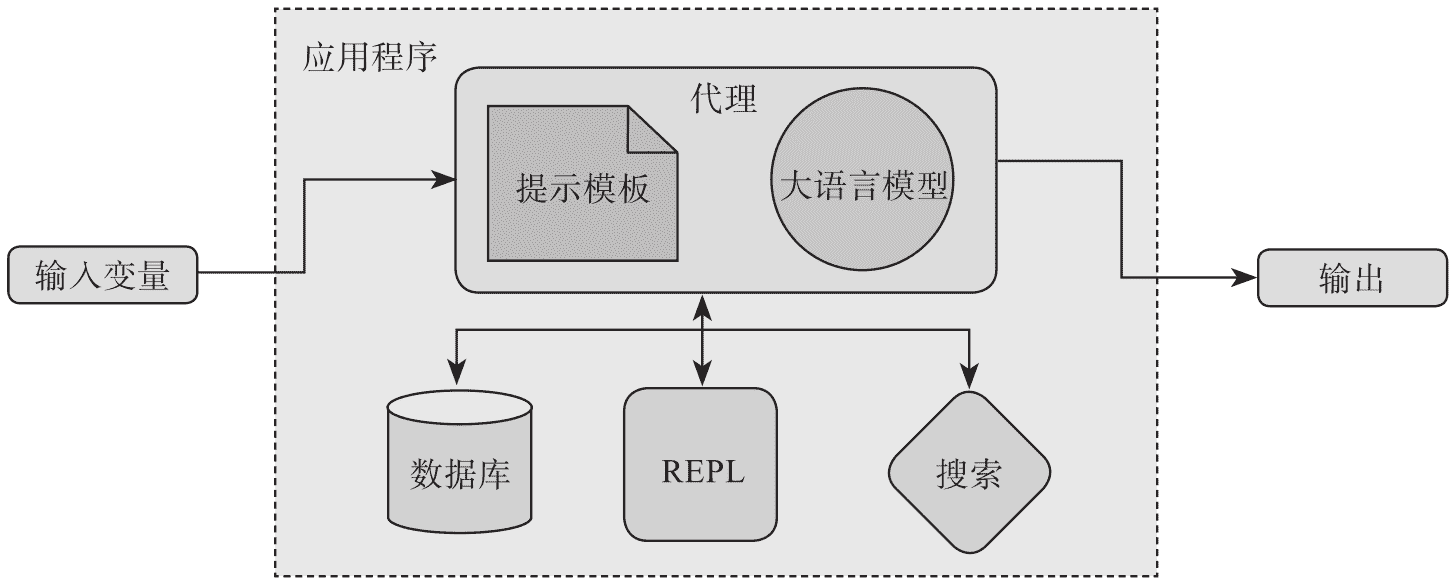 应用程序
代理
提示模板
大语言模型
输入变量
输出
数据库
REPL
搜索